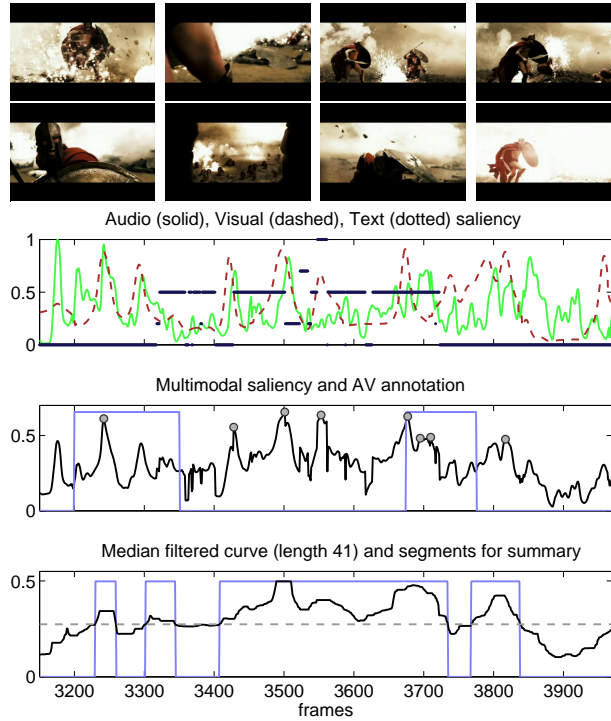 Audio (solid), Visual (dashed), Text (dotted) saliency
1
0.5
0
Multimodal saliency and AV annotation
0.5
0
Median filtered curve (length 41) and segments for summary
0.5
0
3200 3300 3400 3500 3600 3700 3800 3900
frames